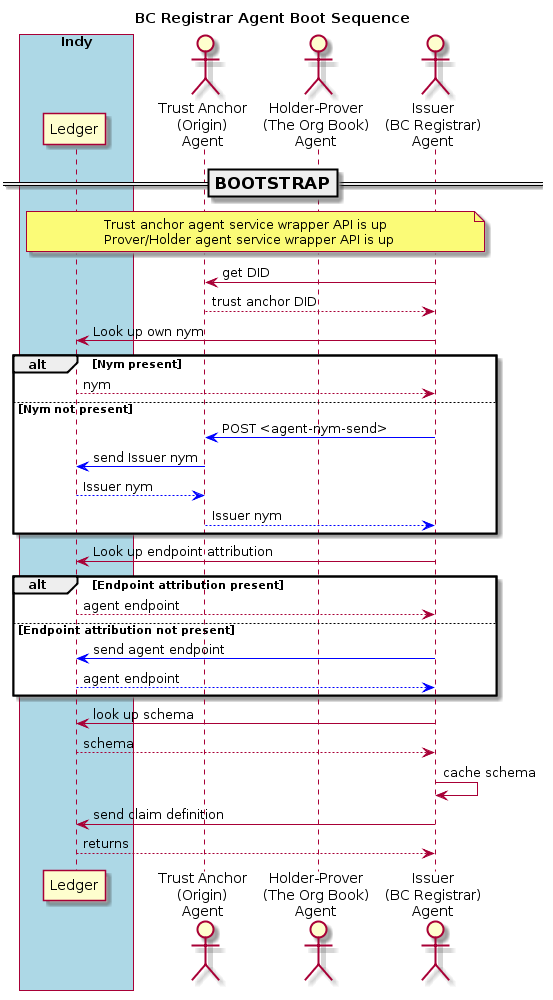 BC Registrar Agent Boot Sequence
Indy
Ledger
Trust Anchor
(Origin)
Agent
Holder-Prover
(The Org Book)
Agent
Issuer
(BC Registrar)
Agent
BOOTSTRAP
Trust anchor agent service wrapper API is up
Prover/Holder agent service wrapper API is up
get DID
trust anchor DID
Look up own nym
alt [Nym present]
nym
[Nym not present]
POST <agent-nym-send>
send Issuer nym
Issuer nym
Issuer nym
Look up endpoint attribution
alt [Endpoint attribution present]
agent endpoint
[Endpoint attribution not present]
send agent endpoint
agent endpoint
look up schema
schema
cache schema
send claim definition
returns
Ledger
Trust Anchor
(Origin)
Agent
Holder-Prover
(The Org Book)
Agent
Issuer
(BC Registrar)
Agent